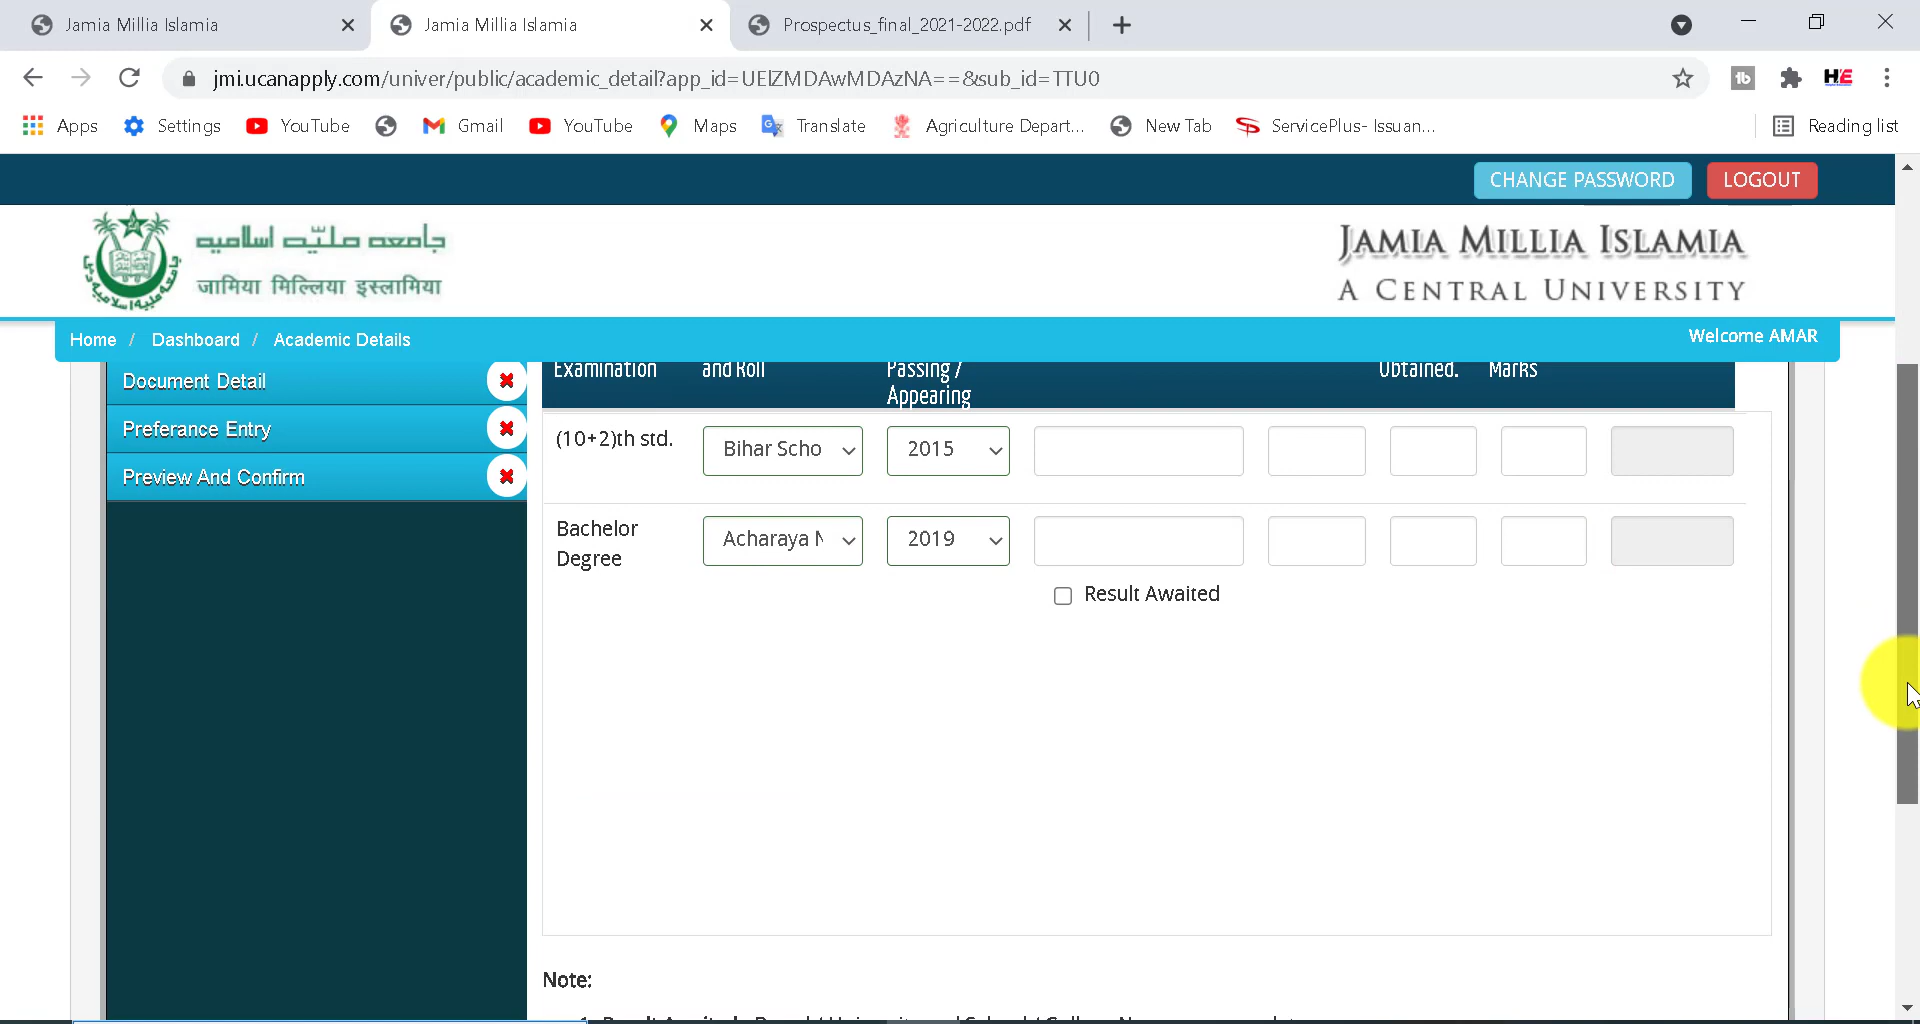 Jamia Millia Islamia
Jamia Millia Islamia
Prospectus_final_2021-2022.pdf
jmi.ucanapply.com/univer/public/academic_detail?app_id=UElZMDAwMDAzNA==&sub_id=TTU0
Apps
Settings
YouTube
Gmail
YouTube
Maps
Translate
Agriculture Depart...
New Tab
ServicePlus- Issuan...
Reading list
CHANGE PASSWORD
LOGOUT
جامعه ملیّه اسلامیه
जामिया मिल्लिया इस्लामिया
JAMIA MILLIA ISLAMIA
A CENTRAL UNIVERSITY
Home / Dashboard / Academic Details
Welcome AMAR
Document Detail
Preferance Entry
Preview And Confirm
Examination
and Roll
Passing /
Appearing
Obtained.
Marks
(10+2)th std.
Bihar Scho
2015
Bachelor
Degree
Acharaya N
2019
Result Awaited
Note: